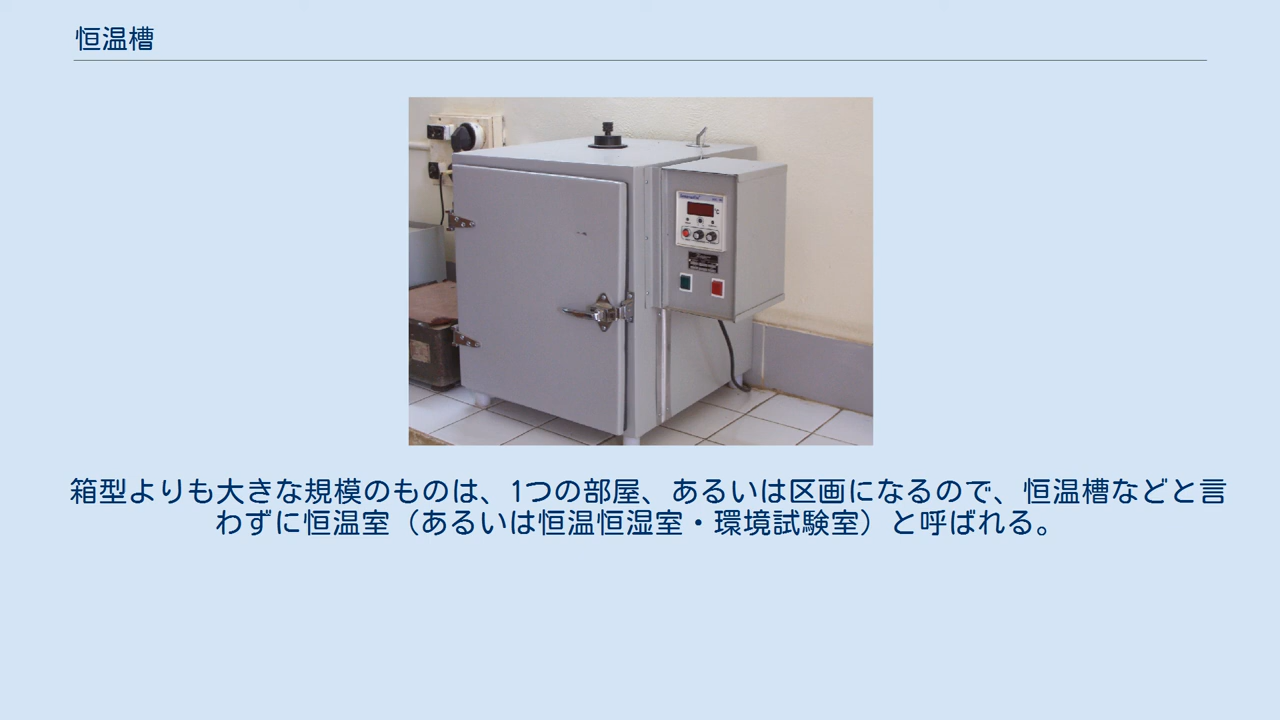 恒温槽
℃
箱型よりも大きな規模のものは、1つの部屋、あるいは区画になるので、恒温槽などと言
わずに恒温室（あるいは恒温恒湿室・環境試験室）と呼ばれる。